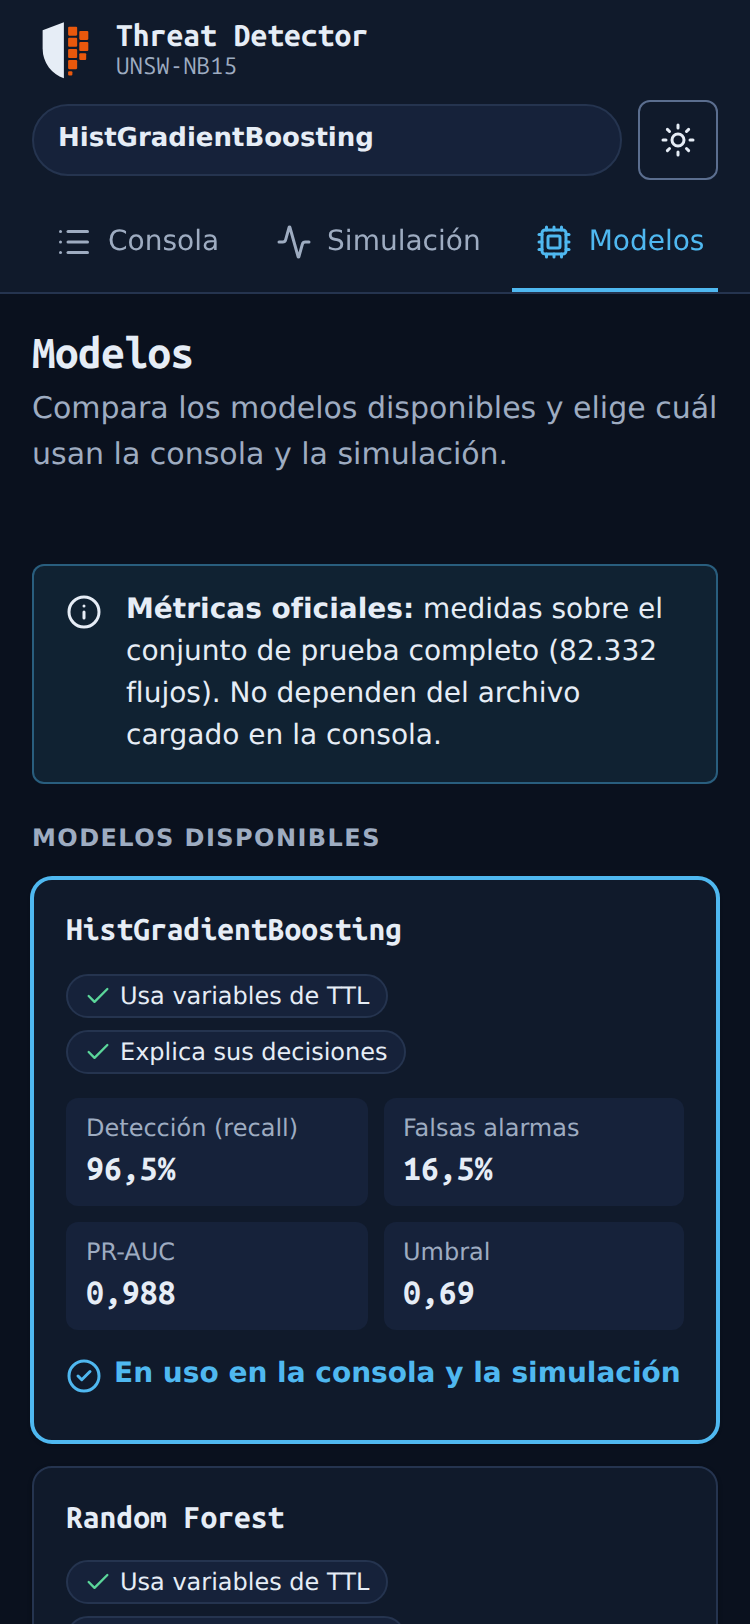 Threat Detector
UNSW-NB15
HistGradientBoosting
Consola
Simulación
Modelos
Modelos
Compara los modelos disponibles y elige cuál
usan la consola y la simulación.
Métricas oficiales: medidas sobre el
conjunto de prueba completo (82.332
flujos). No dependen del archivo
cargado en la consola.
MODELOS DISPONIBLES
HistGradientBoosting
Usa variables de TTL
Explica sus decisiones
Detección (recall)
96,5%
Falsas alarmas
16,5%
PR-AUC
0,988
Umbral
0,69
En uso en la consola y la simulación
Random Forest
Usa variables de TTL